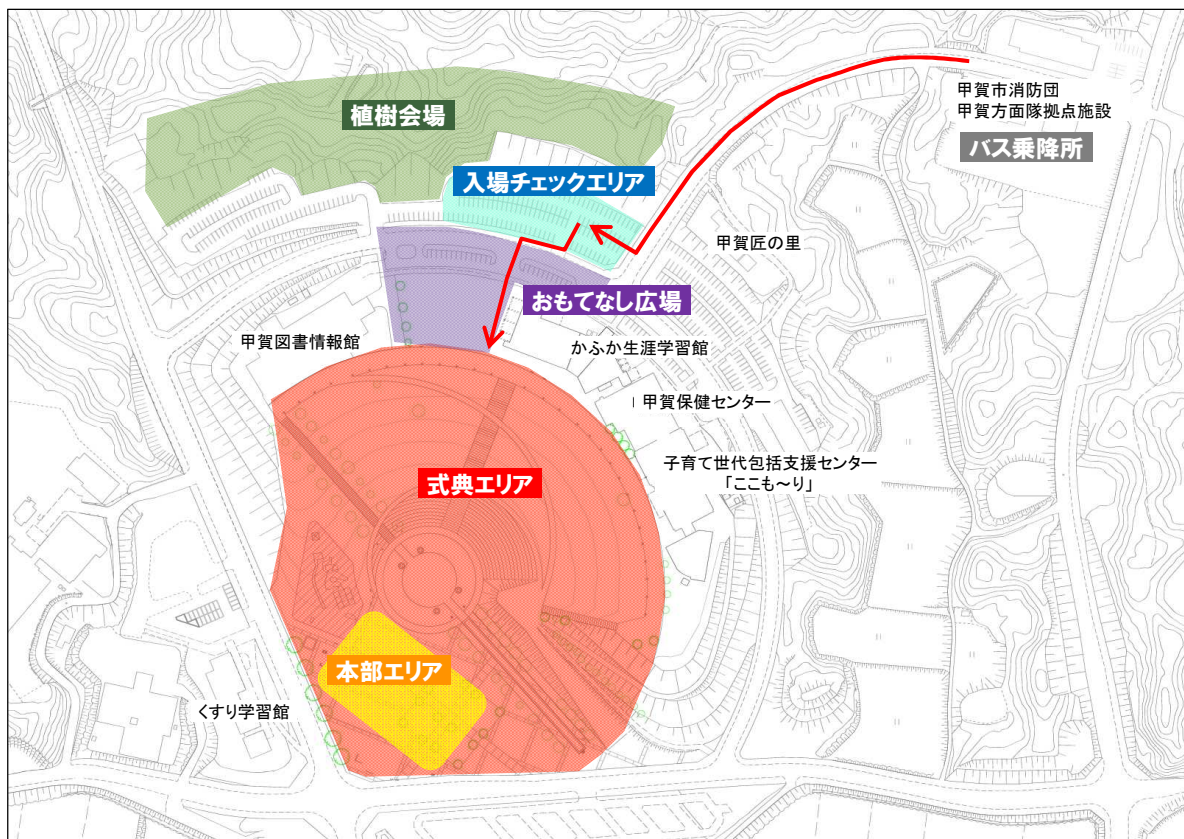 甲賀市消防団
甲賀方面隊拠点施設
バス乗降所
植樹会場
入場チェックエリア
甲賀匠の里
おもてなし広場
甲賀図書情報館
かふか生涯学習館
甲賀保健センター
子育て世代包括支援センター
「ここも～り」
式典エリア
本部エリア
くすり学習館